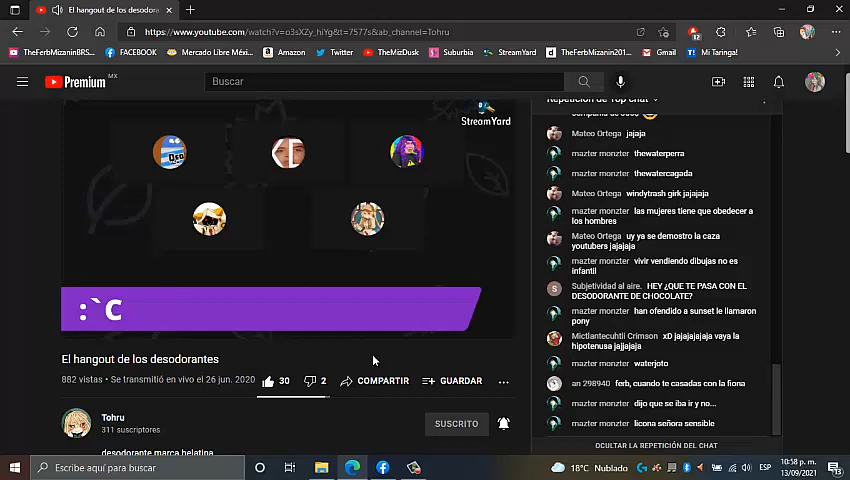 El hangout de los desodora
https://www.youtube.com/watch?v=o3sXZy_hiYg&t=7577s&ab_channel=Tohru
TheFerbMizaninBRS... FACEBOOK Mercado Libre Méxi... Amazon Twitter TheMizDusk Suburbia StreamYard TheFerbMizanin201... Gmail Mi Taringa!
Premium MX
Buscar
StreamYard
:`C
El hangout de los desodorantes
882 vistas • Se transmitió en vivo el 26 jun. 2020
30 2 COMPARTIR GUARDAR
Tohru
311 suscriptores
SUSCRITO
desodorante marca helatina
Repetición de Top Chat
Mateo Ortega jajaja
mazter monzter thewaterperra
mazter monzter thewatercagada
Mateo Ortega windytrash girk jajajaja
mazter monzter las mujeres tiene que obedecer a
los hombres
Mateo Ortega uy ya se demostro la caza
youtubers jajajaja
mazter monzter vivir vendiendo dibujas no es
infantil
S Subjetividad al aire. HEY ¿QUE TE PASA CON EL
DESODORANTE DE CHOCOLATE?
mazter monzter han ofendido a sunset le llamaron
pony
Mictlantecuhtli Crimson xD jajajajajaja vaya la
hipotenusa jajjajaja
mazter monzter waterjoto
an 298940 ferb, cuando te casadas con la fiona
mazter monzter dijo que se iba ir y no...
mazter monzter licona señora sensible
OCULTAR LA REPETICIÓN DEL CHAT
Escribe aquí para buscar
18°C Nublado
ESP
10:58 p. m.
13/09/2021